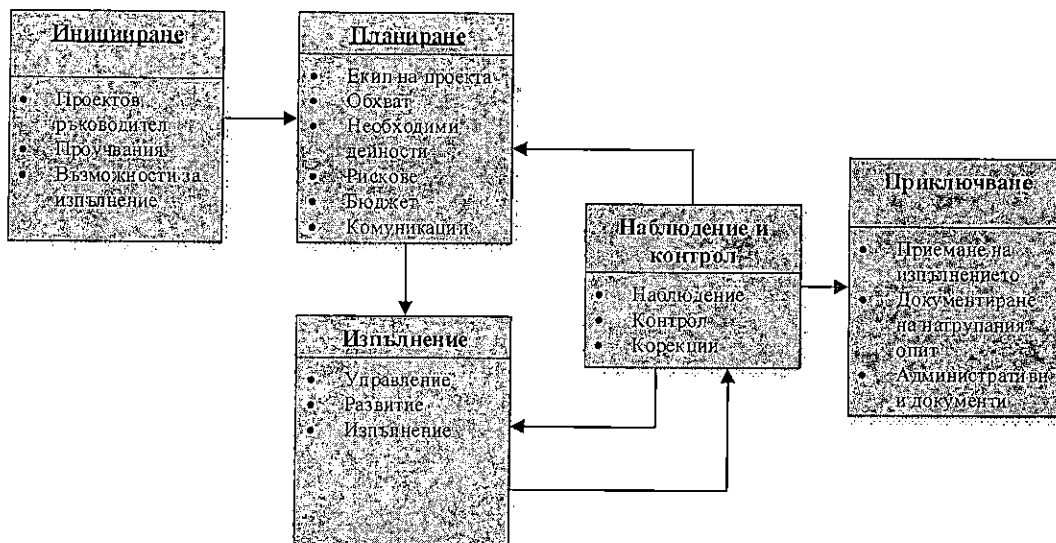 Иницииране
• Проектов
ръководител
• Проучвания
• Възможности за
изпълнение
Планиране
• Екип на проекта
• Обхват
• Необходими
дейности
• Рискове
• Бюджет
• Комуникации
Изпълнение
• Управление
• Развитие
• Изпълнение
Наблюдение и
контрол
• Наблюдение
• Контрол
• Корекции
Приключване
• Приемане на
изпълнението
• Документиране
на натрупания
опит
• Административн
и документи